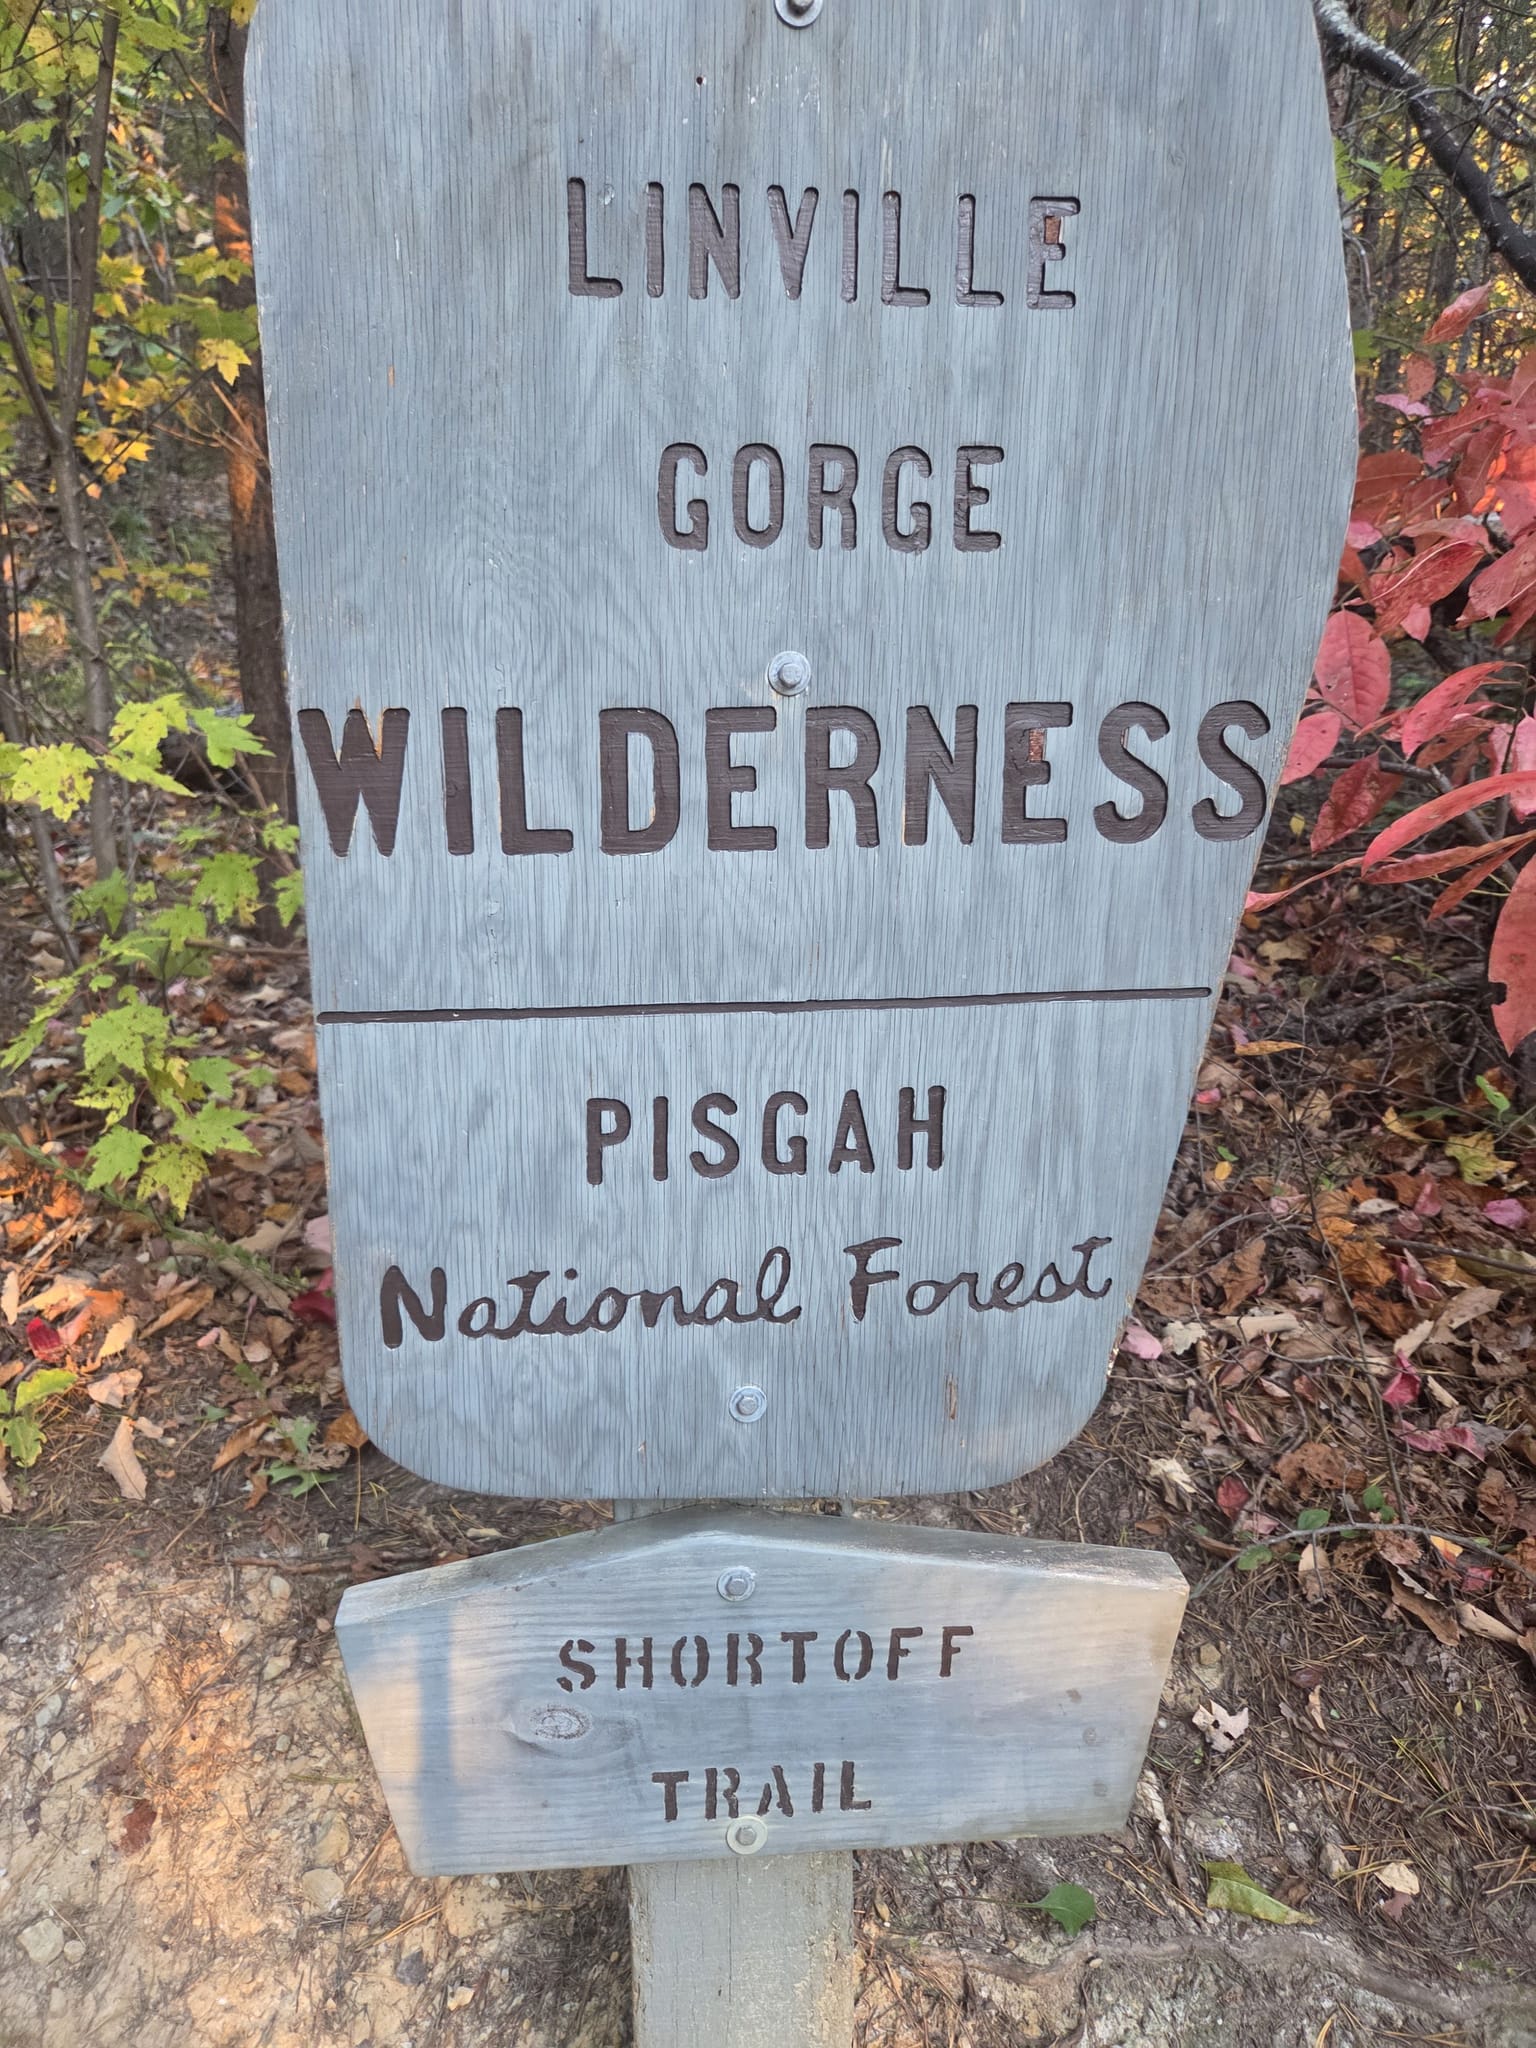 LINVILLE
GORGE
WILDERNESS
PISGAH
National Forest
SHORTOFF
TRAIL